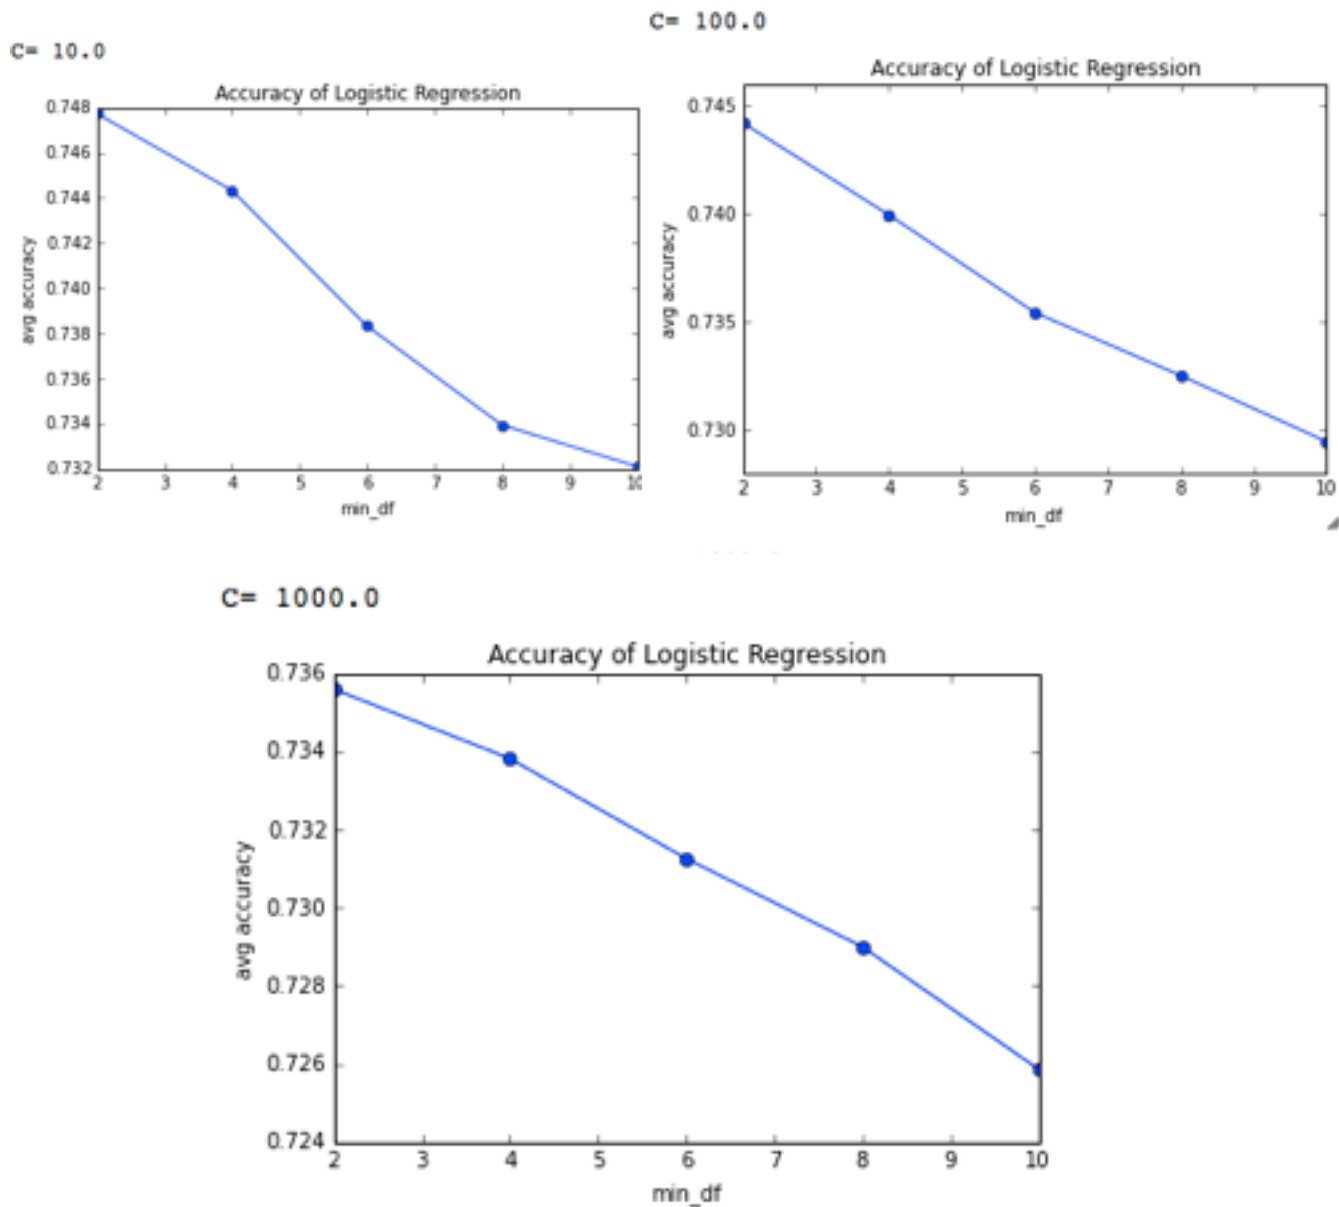 C= 10.0
Accuracy of Logistic Regression
0.748
0.746
0.744
0.742
0.740
0.738
0.736
0.734
0.732
avg accuracy
2 3 4 5 6 7 8 9 10
min_df
C= 100.0
Accuracy of Logistic Regression
0.745
0.740
0.735
0.730
avg accuracy
2 3 4 5 6 7 8 9 10
min_df
C= 1000.0
Accuracy of Logistic Regression
0.736
0.734
0.732
0.730
0.728
0.726
0.724
avg accuracy
2 3 4 5 6 7 8 9 10
min_df